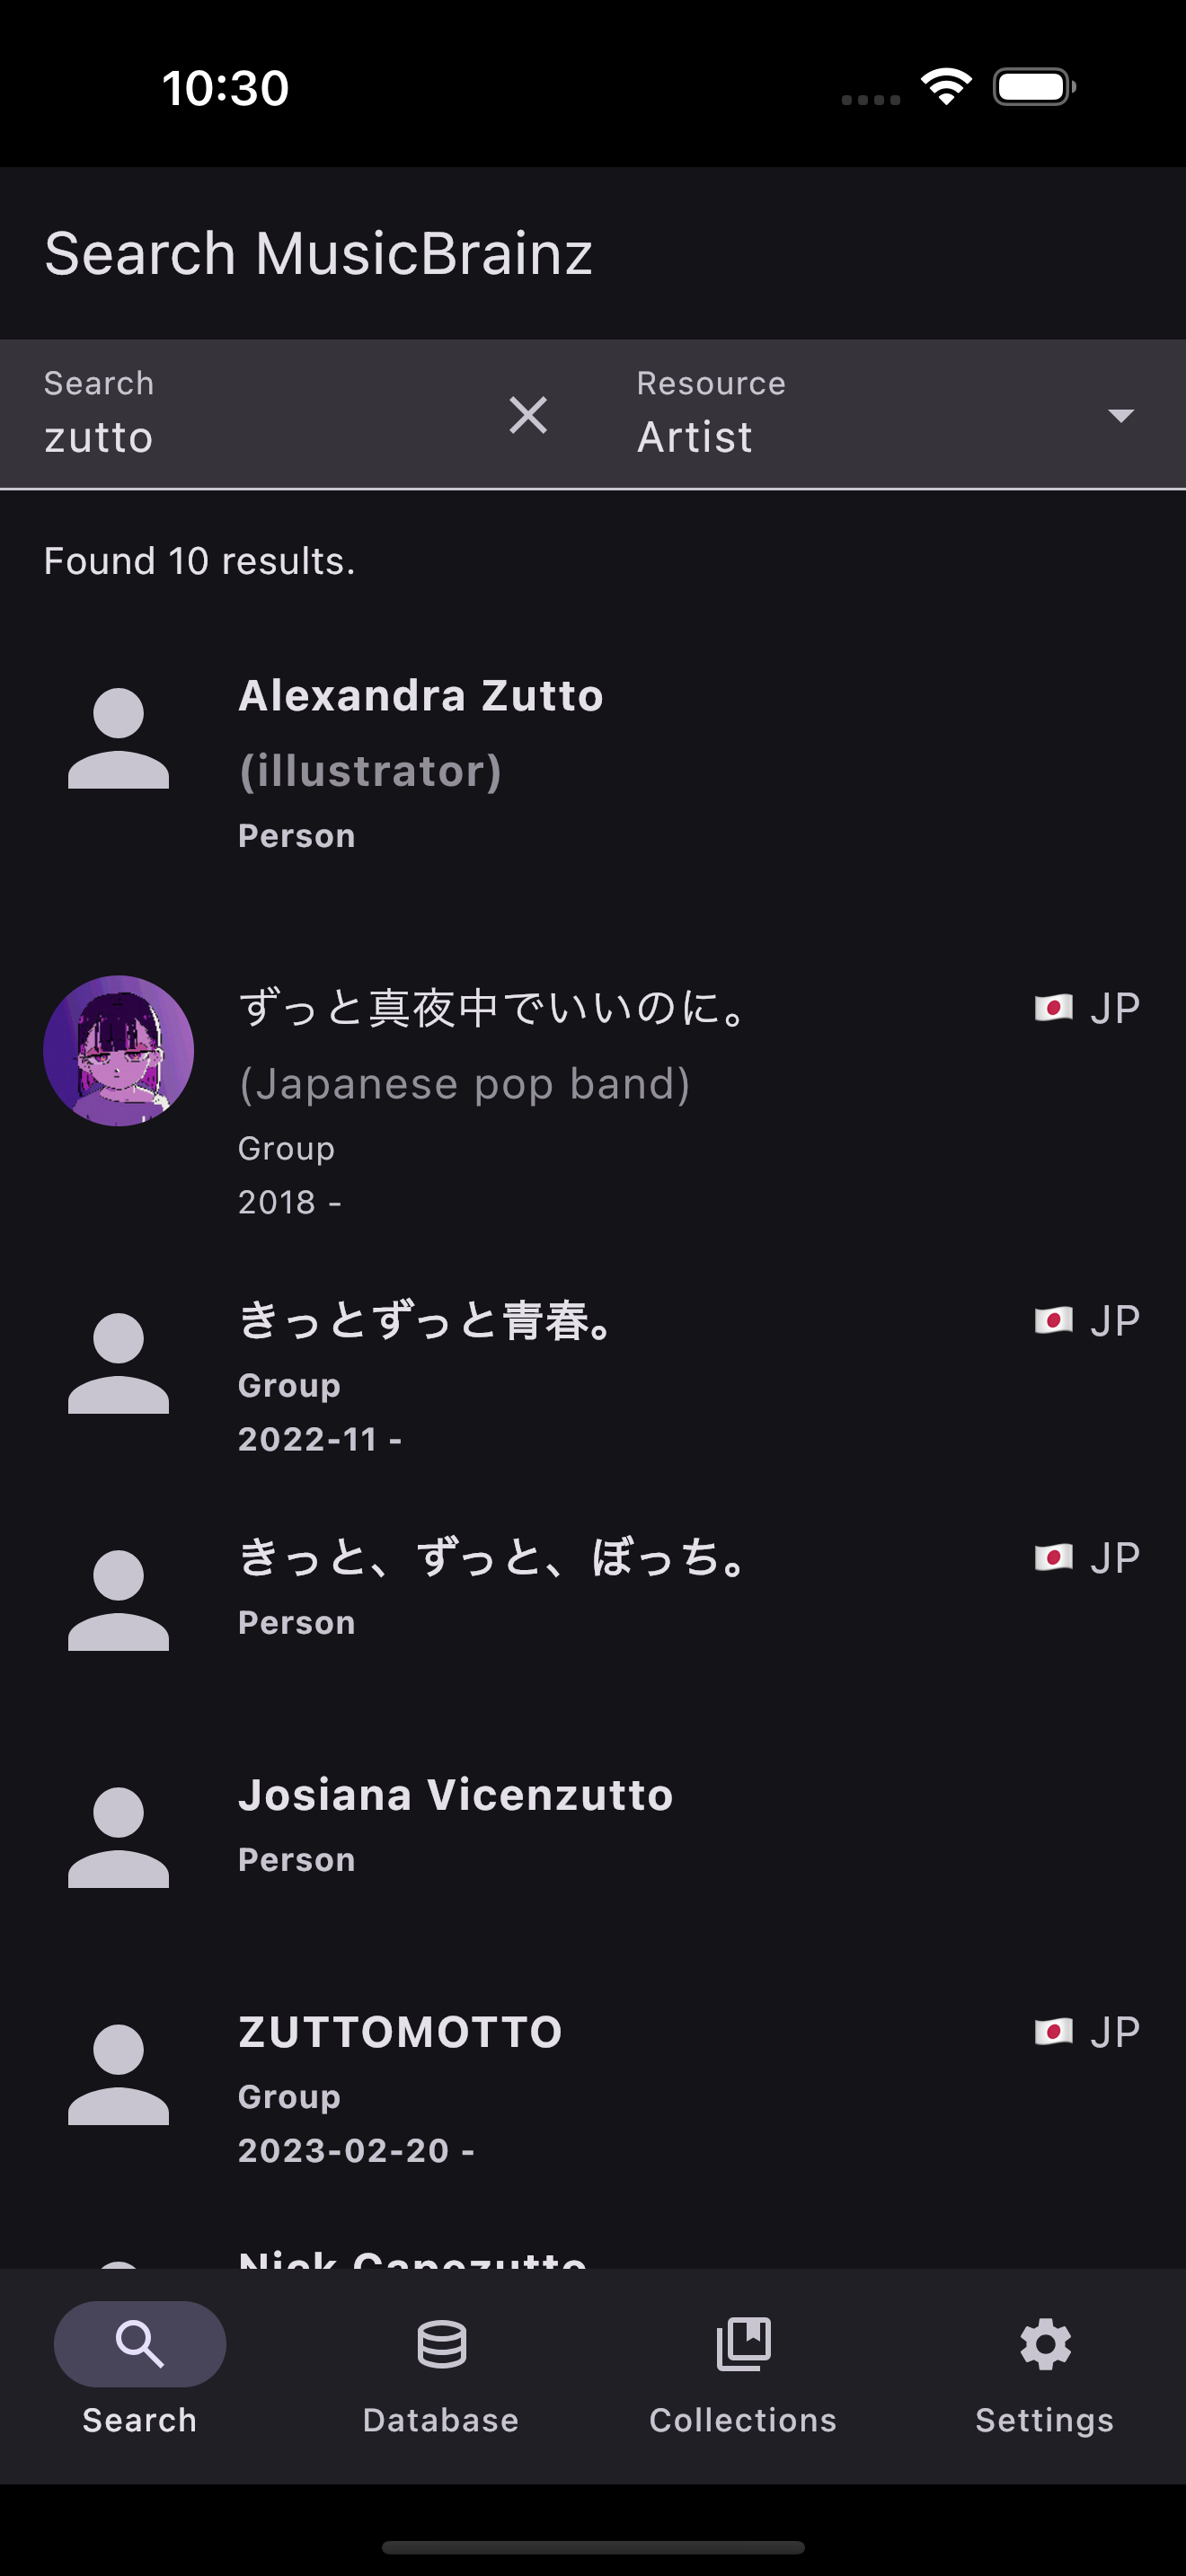 10:30
Search MusicBrainz
Search
zutto
Resource
Artist
Found 10 results.
Alexandra Zutto
(illustrator)
Person
ずっと真夜中でいいのに。
JP
(Japanese pop band)
Group
2018 -
きっとずっと青春。
JP
Group
2022-11 -
きっと、ずっと、ぼっち。
JP
Person
Josiana Vicenzutto
Person
ZUTTOMOTTO
JP
Group
2023-02-20 -
Nick Capozutto
Search
Database
Collections
Settings